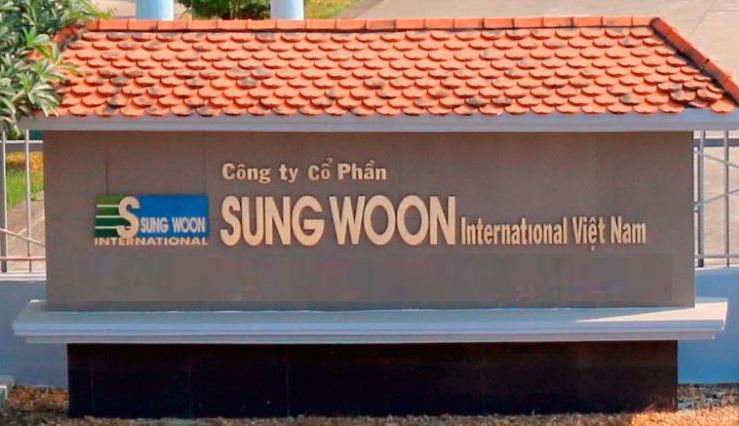 Công ty Cổ Phần
S SUNG WOON
INTERNATIONAL
SUNG WOON International Việt Nam